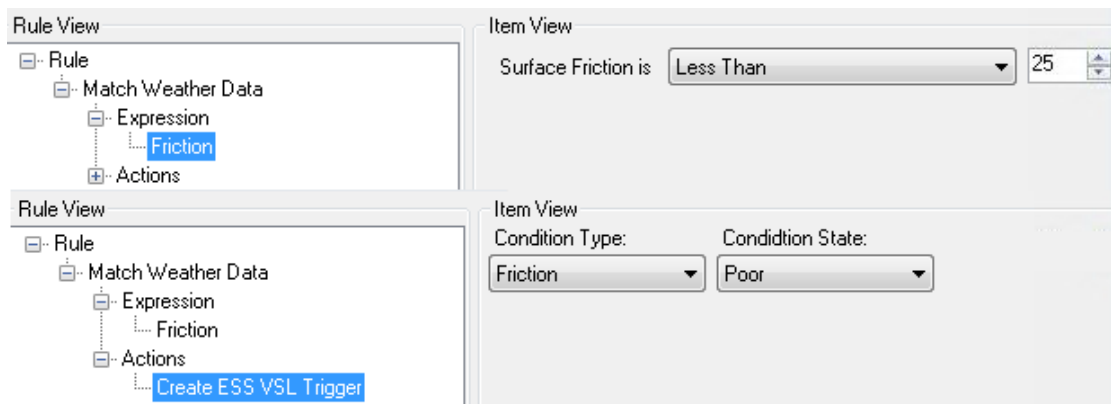 Rule View
Item View
Rule
Surface Friction is Less Than 25
Match Weather Data
Expression
Friction
Actions
Rule View
Item View
Rule
Condition Type: Condidtion State:
Match Weather Data
Friction Poor
Expression
Friction
Actions
Create ESS VSL Trigger